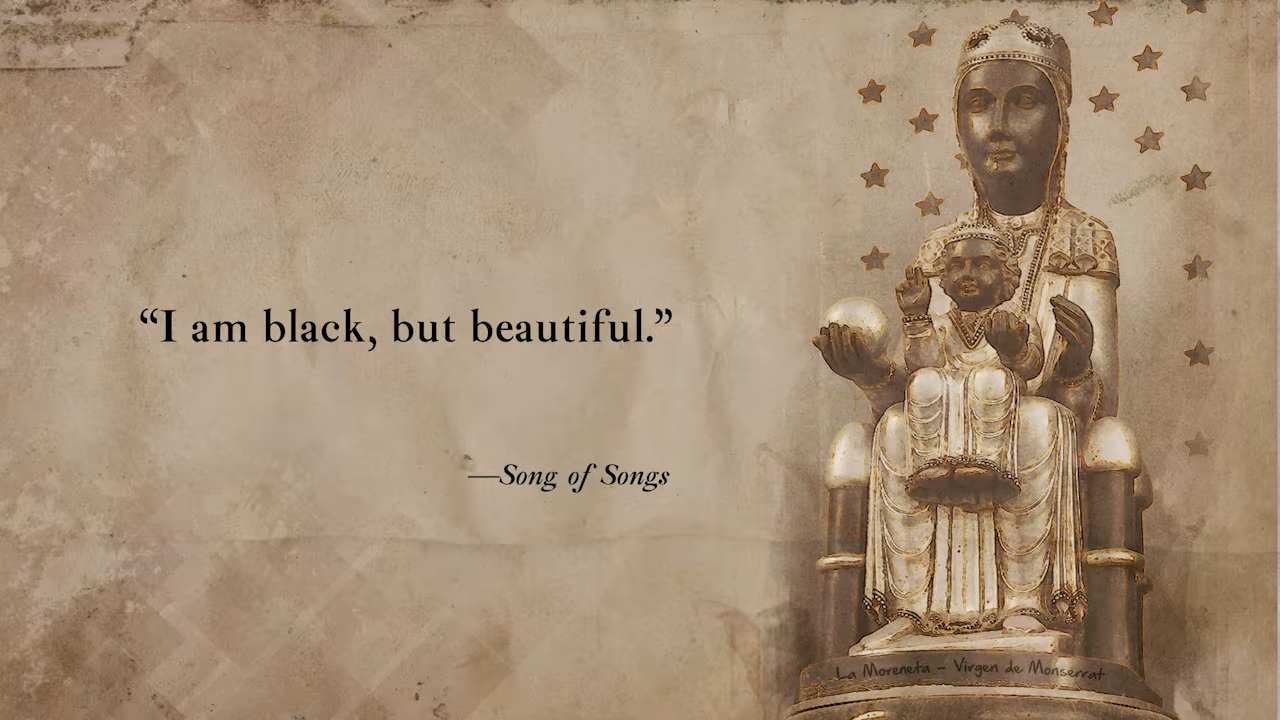 “I am black, but beautiful.”
—Song of Songs
La Moreneta - Virgen de Monserrat